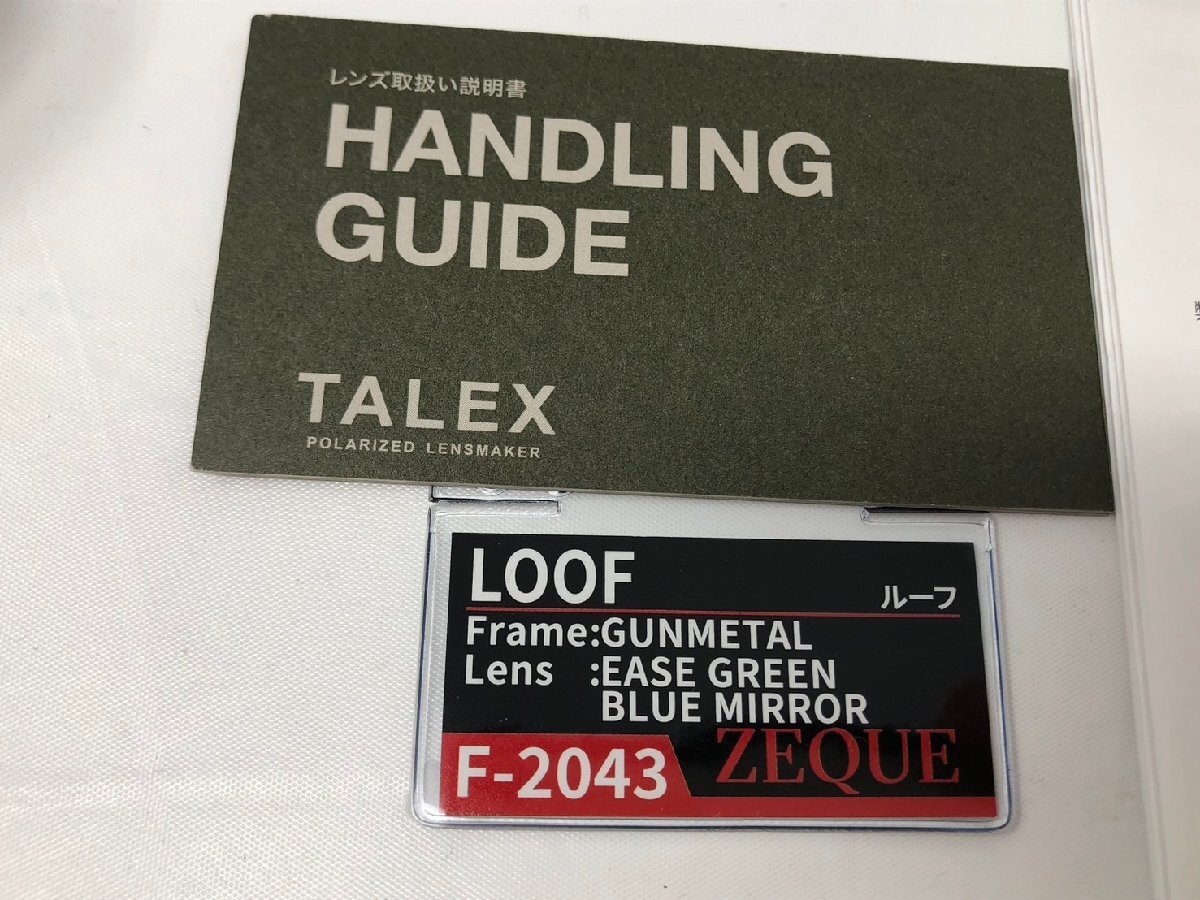 レンズ取扱い説明書
HANDLING
GUIDE
TALEX
POLARIZED LENSMAKER
LOOF
ルーフ
Frame:GUNMETAL
Lens :EASE GREEN
BLUE MIRROR
F-2043
ZEQUE